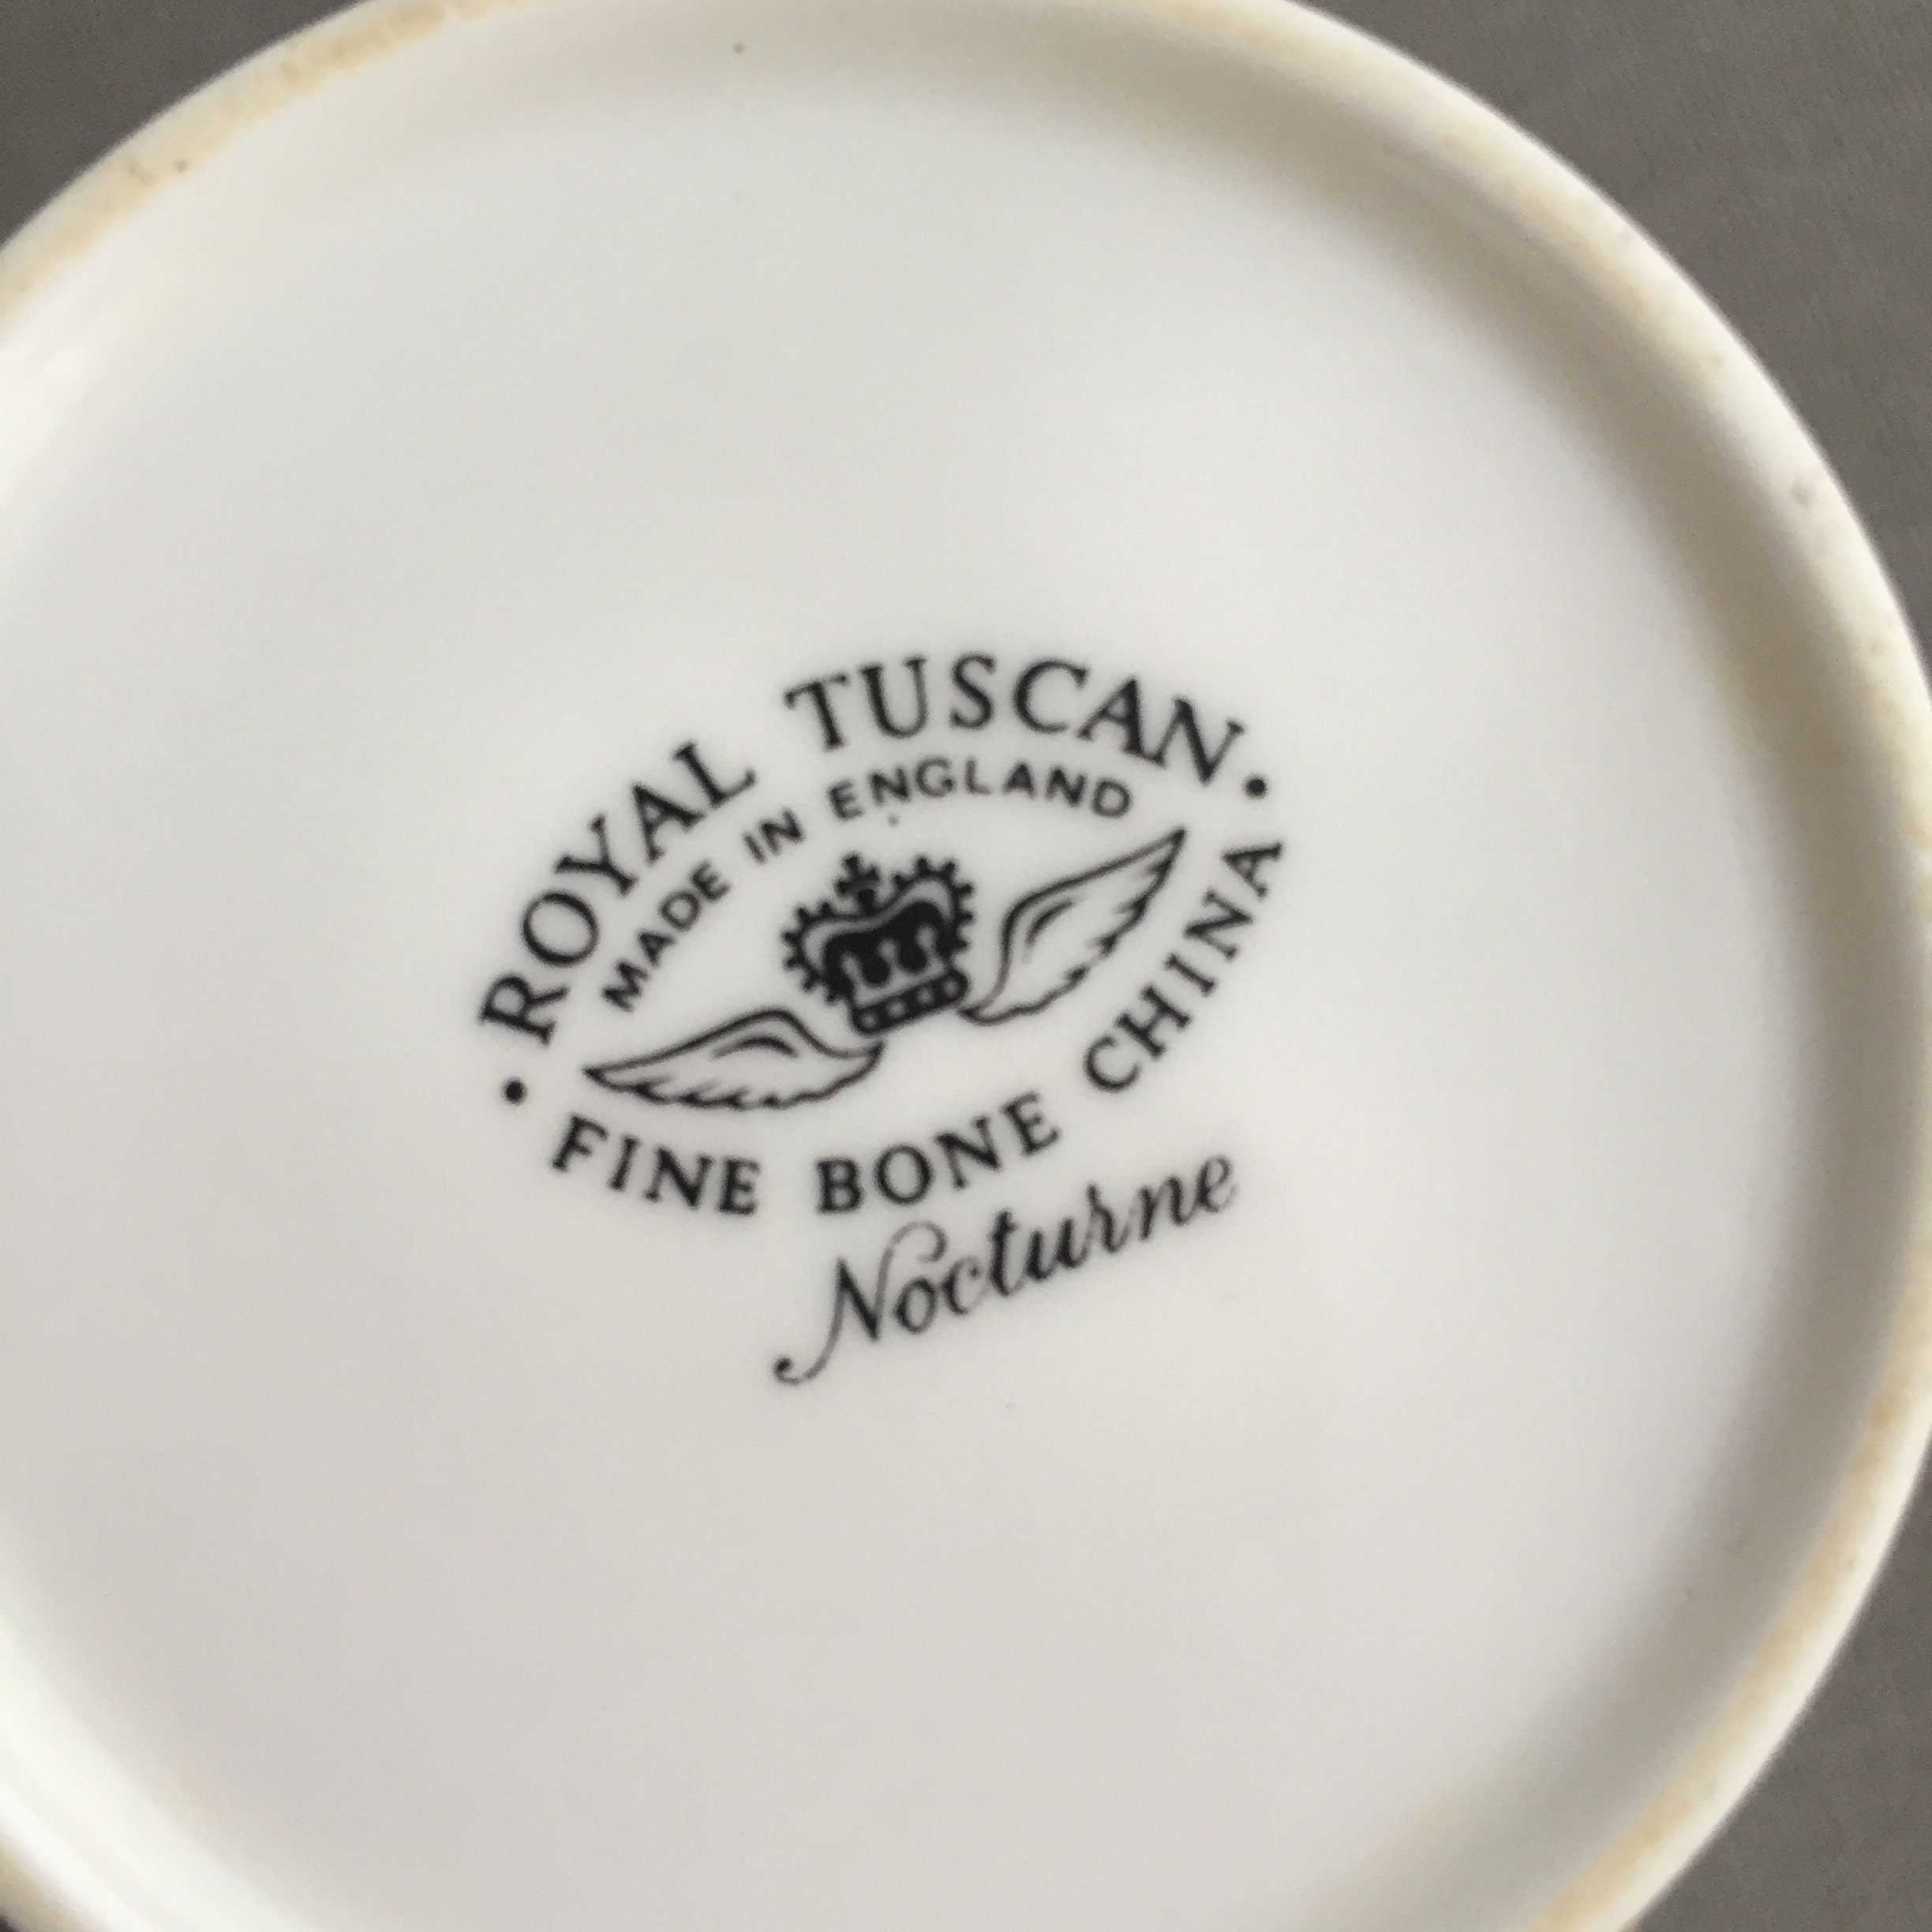 • ROYAL TUSCAN •
MADE IN ENGLAND
FINE BONE CHINA
Nocturne